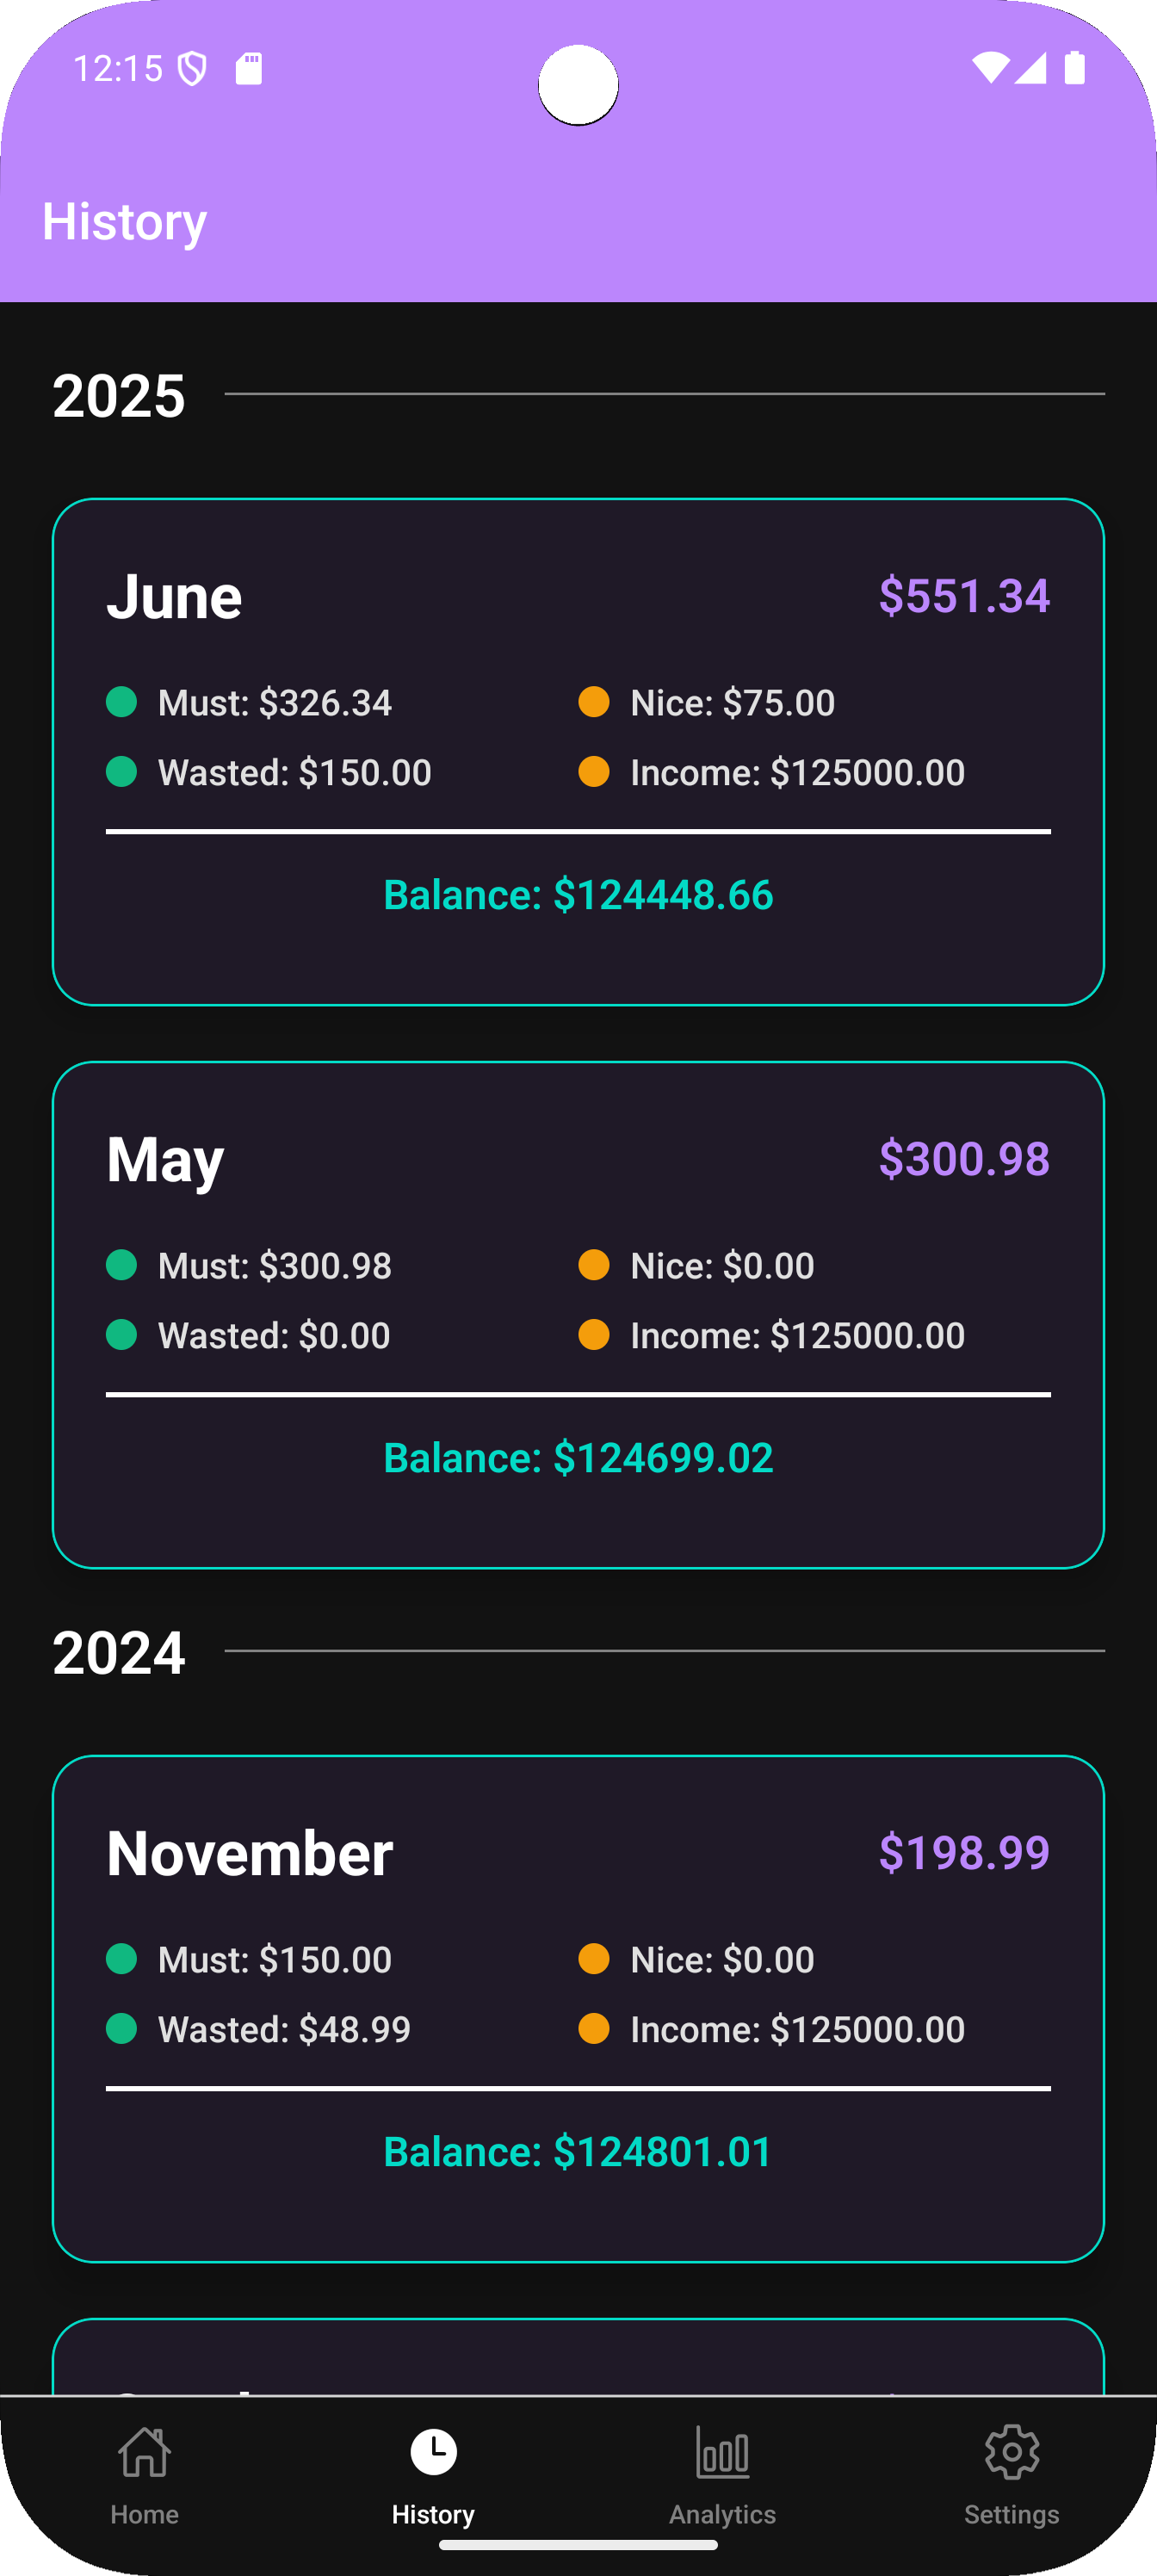 12:15
History
2025
June $551.34
Must: $326.34 Nice: $75.00
Wasted: $150.00 Income: $125000.00
Balance: $124448.66
May $300.98
Must: $300.98 Nice: $0.00
Wasted: $0.00 Income: $125000.00
Balance: $124699.02
2024
November $198.99
Must: $150.00 Nice: $0.00
Wasted: $48.99 Income: $125000.00
Balance: $124801.01
Home History Analytics Settings